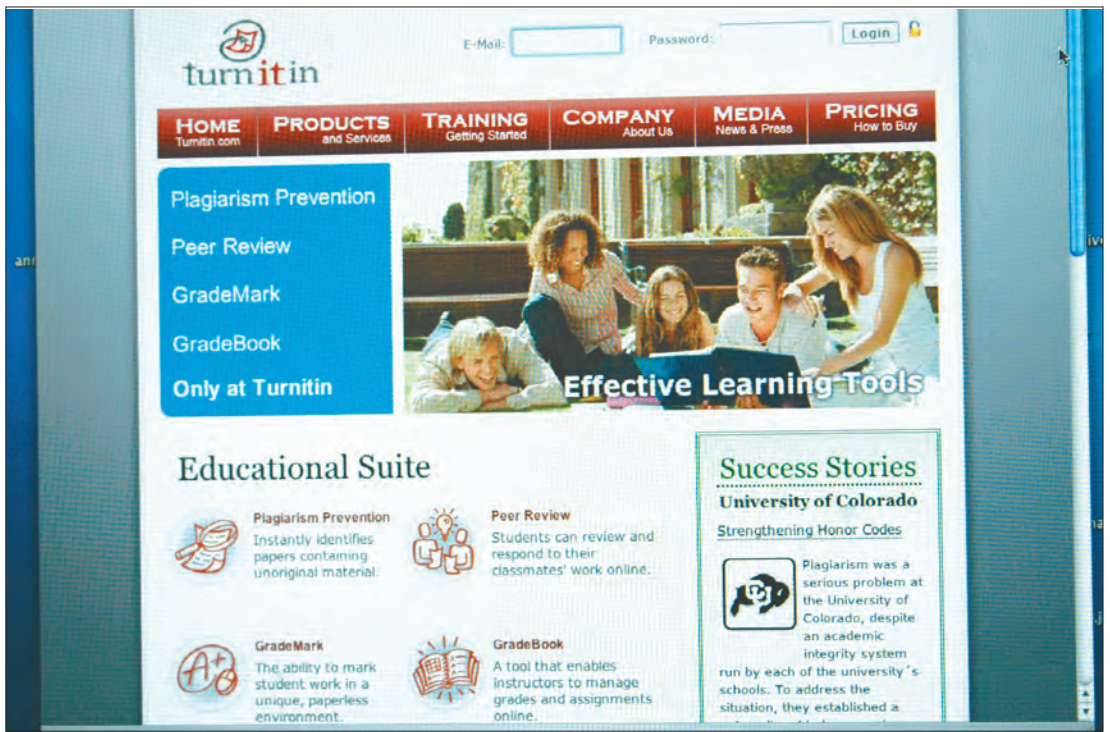 turnitin
E-Mail:
Password:
Login
HOME
Turnitin.com
PRODUCTS
and Services
TRAINING
Getting Started
COMPANY
About Us
MEDIA
News & Press
PRICING
How to Buy
Plagiarism Prevention
Peer Review
GradeMark
GradeBook
Only at Turnitin
Effective Learning Tools
Educational Suite
Plagiarism Prevention
Instantly identifies
papers containing
unoriginal material.
Peer Review
Students can review and
respond to their
classmates' work online.
GradeMark
The ability to mark
student work in a
unique, paperless
environment.
GradeBook
A tool that enables
instructors to manage
grades and assignments
online.
Success Stories
University of Colorado
Strengthening Honor Codes
CU
Plagiarism was a
serious problem at
the University of
Colorado, despite
an academic
integrity system
run by each of the university´s
schools. To address the
situation, they established a